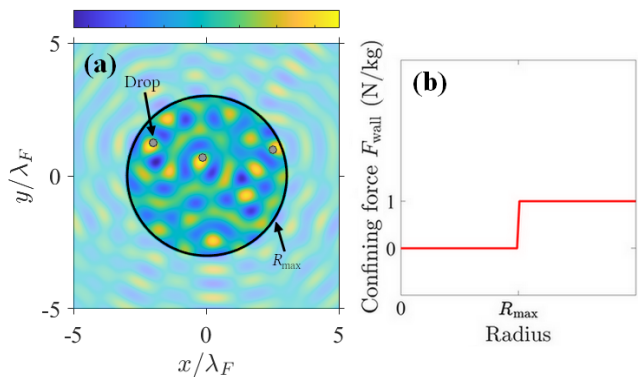 (a)
Drop
5
0
-5
y/λ_F
R_max
-5
0
5
x/λ_F
(b)
Confining force F_wall (N/kg)
1
0
0
R_max
Radius